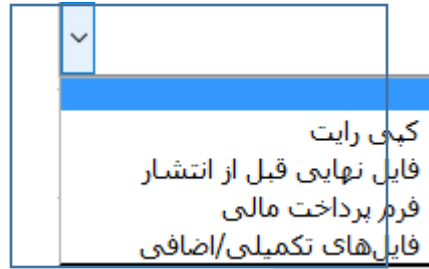 کپی رایت
فایل نهایی قبل از انتشار
فرم پرداخت مالی
فایل‌های تکمیلی/اضافی